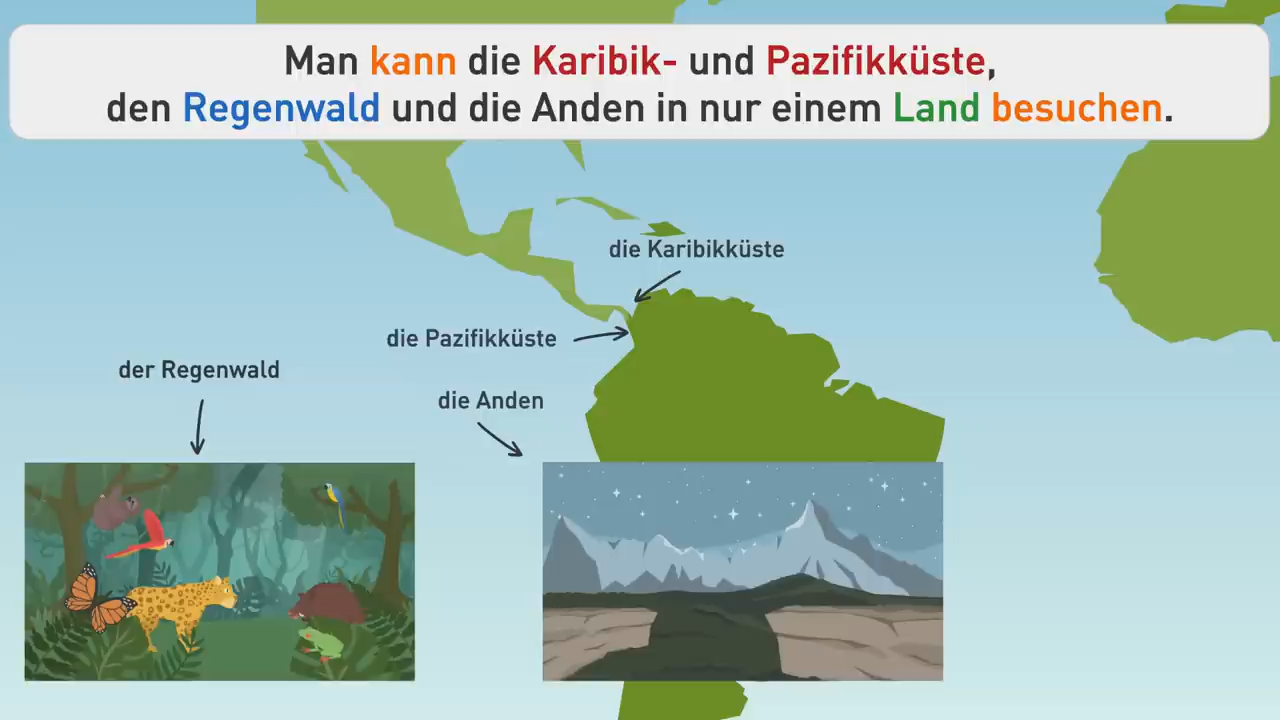 Man kann die Karibik- und Pazifikküste,
den Regenwald und die Anden in nur einem Land besuchen.
die Karibikküste
die Pazifikküste
der Regenwald
die Anden